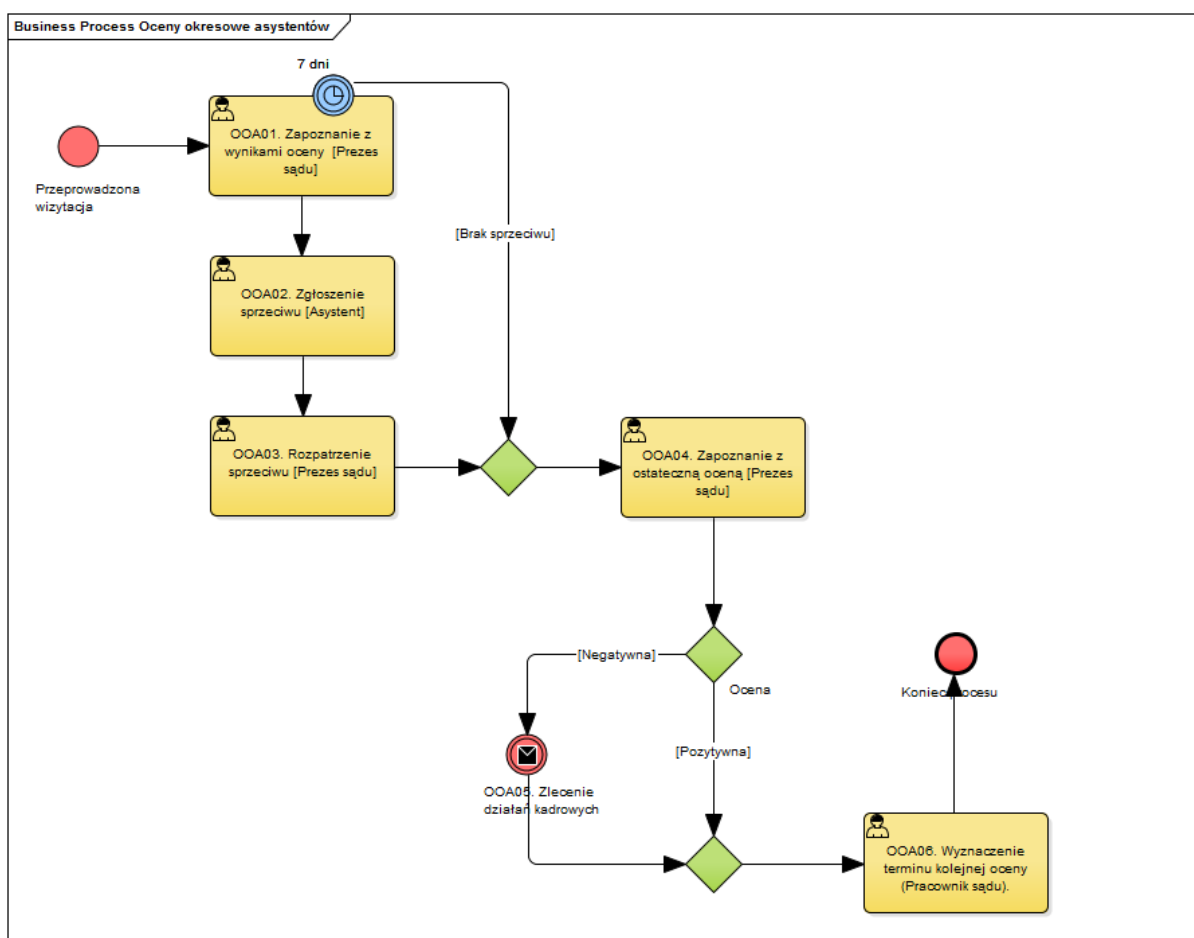 Business Process Oceny okresowe asystentów
7 dni
OOA01. Zapoznanie z
wynikami oceny [Prezes
sądu]
Przeprowadzona
wizytacja
[Brak sprzeciwu]
OOA02. Zgłoszenie
sprzeciwu [Asystent]
OOA03. Rozpatrzenie
sprzeciwu [Prezes sądu]
OOA04. Zapoznanie z
ostateczną oceną [Prezes
sądu]
[Negatywna]
Ocena
Koniec procesu
[Pozytywna]
OOA05. Zlecenie
działań kadrowych
OOA06. Wyznaczenie
terminu kolejnej oceny
(Pracownik sądu).